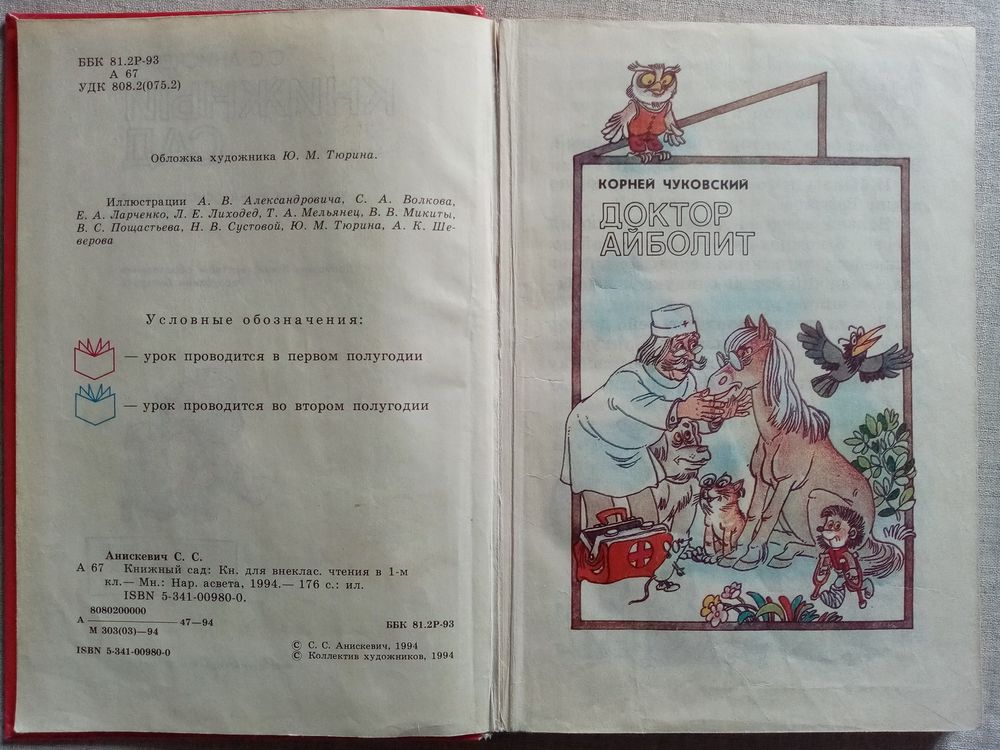 ББК 81.2Р-93
А 67
УДК 808.2(075.2)
Обложка художника Ю. М. Тюрина.
Иллюстрации А. В. Александровича, С. А. Волкова,
Е. А. Ларченко, Л. Е. Лиходед, Т. А. Мельянец, В. В. Микиты,
В. С. Пощастьева, Н. В. Сустовой, Ю. М. Тюрина, А. К. Ше-
верова
Условные обозначения:
— урок проводится в первом полугодии
— урок проводится во втором полугодии
Анискевич С. С.
А 67 Книжный сад: Кн. для внеклас. чтения в 1-м
кл.— Мн.: Нар. асвета, 1994.— 176 с.: ил.
ISBN 5-341-00980-0.
8080200000
А ———— 47—94
М 303(03)—94
ББК 81.2Р-93
ISBN 5-341-00980-0
© С. С. Анискевич, 1994
© Коллектив художников, 1994
КОРНЕЙ ЧУКОВСКИЙ
ДОКТОР
АЙБОЛИТ